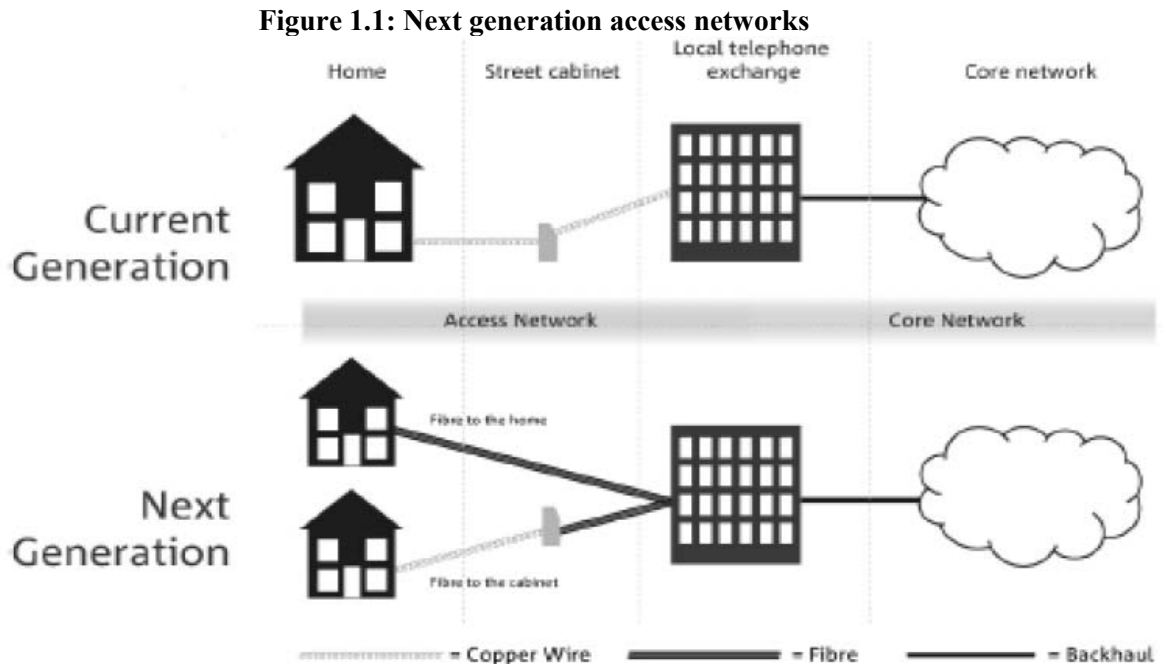 Figure 1.1: Next generation access networks
Home
Street cabinet
Local telephone
exchange
Core network
Current
Generation
Access Network
Core Network
Fibre to the home
Next
Generation
Fibre to the cabinet
= Copper Wire
= Fibre
= Backhaul